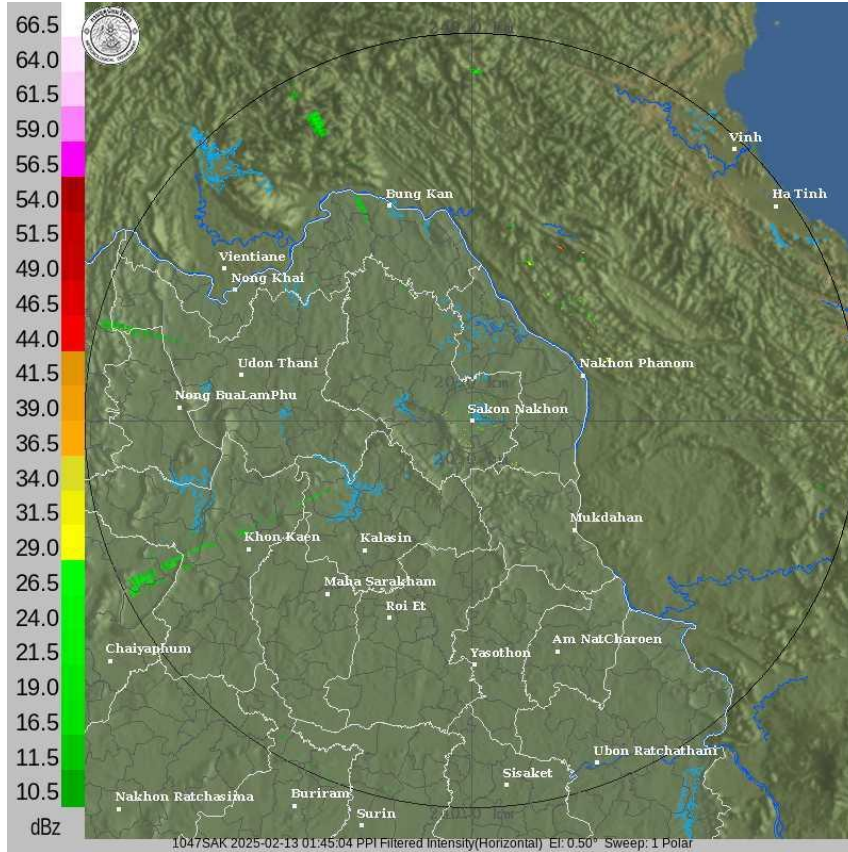 66.5
64.0
61.5
59.0
56.5
54.0
51.5
49.0
46.5
44.0
41.5
39.0
36.5
34.0
31.5
29.0
26.5
24.0
21.5
19.0
16.5
11.5
10.5
dBz
Vinh
Ha Tinh
Bung Kan
Vientiane
Nong Khai
Udon Thani
Nakhon Phanom
Nong BuaLamPhu
Sakon Nakhon
Mukdahan
Khon Kaen
Kalasin
Maha Sarakham
Roi Et
Chaiyaphum
Yasothon
Am NatCharoen
Ubon Ratchathani
Sisaket
Nakhon Ratchasima
Buriram
Surin
1047SAK 2025-02-13 01:45:04 PPI Filtered Intensity(Horizontal) El: 0.50° Sweep: 1 Polar